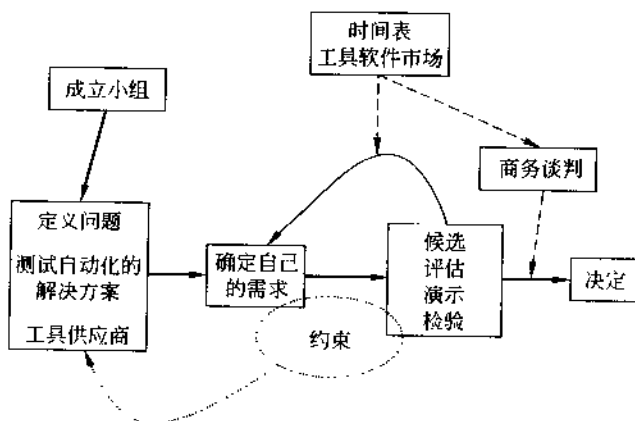 时间表
工具软件市场
成立小组
商务谈判
定义问题
测试自动化的
解决方案
工具供应商
确定自己
的需求
候选
评估
演示
检验
决定
约束